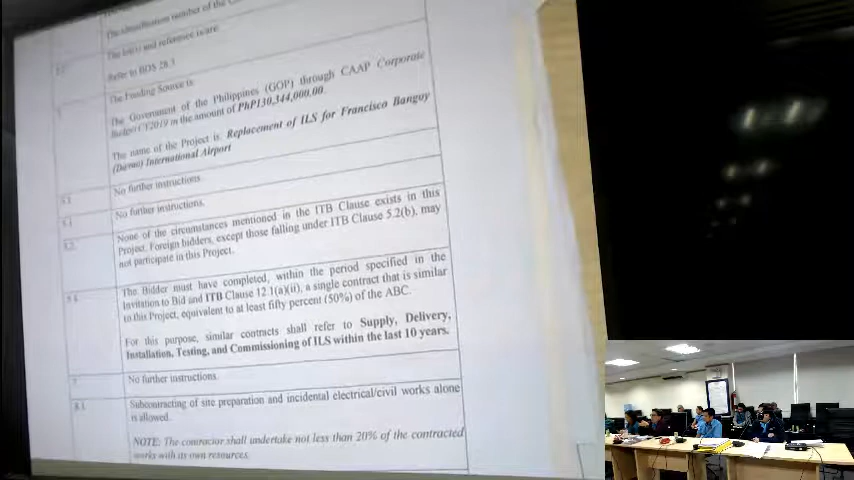 The identification number of the
The lot(s) and reference is/are:
Refer to BDS 28.1
The Funding Source is:
The Government of the Philippines (GOP) through CAAP Corporate
Budget CY2019 in the amount of PhP130,344,000.00.
The name of the Project is Replacement of ILS for Francisco Bangoy
(Davao) International Airport
No further instructions.
No further instructions.
None of the circumstances mentioned in the ITB Clause exists in this
Project. Foreign bidders, except those falling under ITB Clause 5.2(b), may
not participate in this Project.
5.4
The Bidder must have completed, within the period specified in the
Invitation to Bid and ITB Clause 12.1(a)(ii), a single contract that is similar
to this Project, equivalent to at least fifty percent (50%) of the ABC.
For this purpose, similar contracts shall refer to Supply, Delivery,
Installation, Testing, and Commissioning of ILS within the last 10 years.
7
No further instructions.
8.1
Subcontracting of site preparation and incidental electrical/civil works alone
is allowed.
NOTE: The contractor shall undertake not less than 20% of the contracted
works with its own resources.